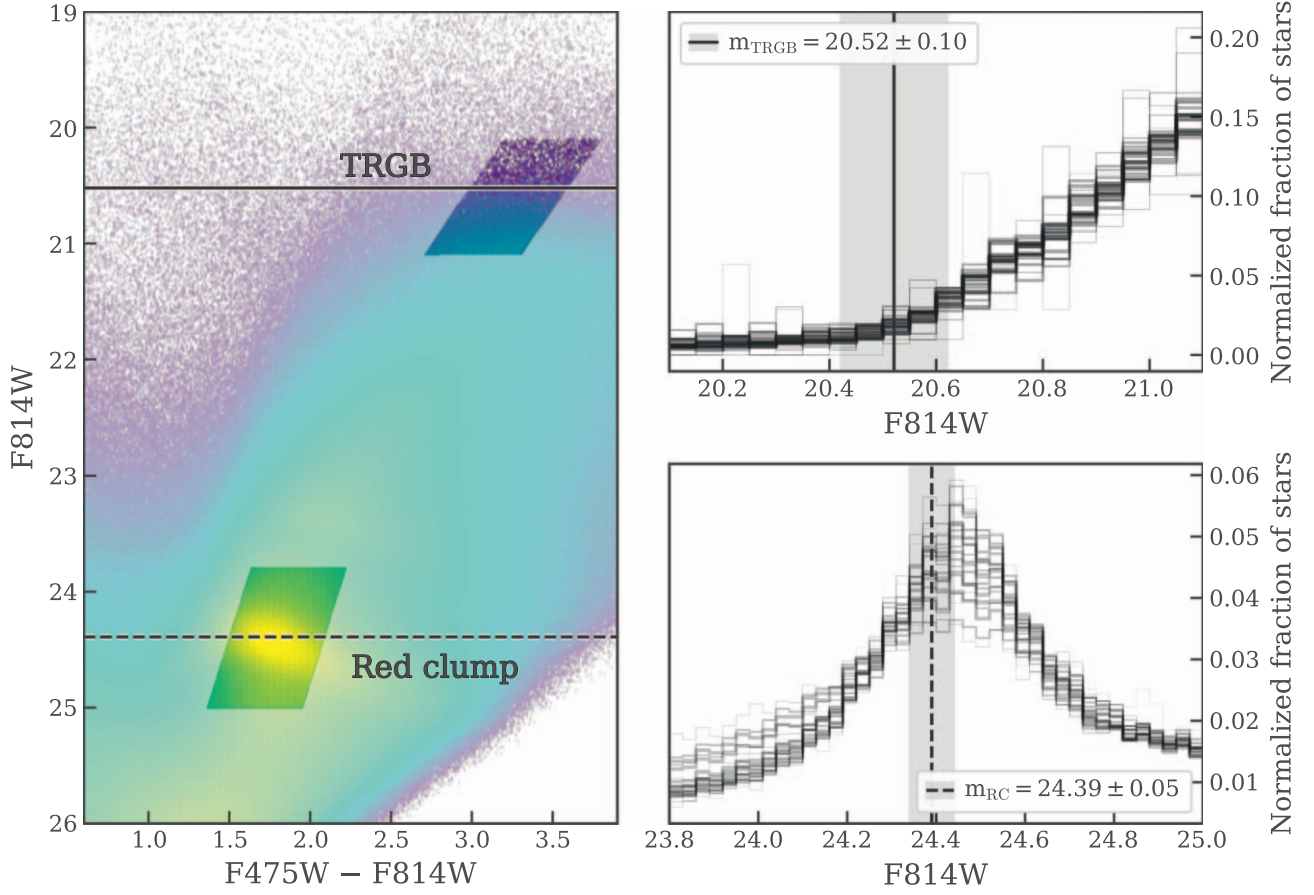 19
20
21
22
23
24
25
26
F814W
TRGB
Red clump
1.0 1.5 2.0 2.5 3.0 3.5
F475W − F814W
m_TRGB = 20.52 ± 0.10
0.20
0.15
0.10
0.05
0.00
Normalized fraction of stars
20.2 20.4 20.6 20.8 21.0
F814W
0.06
0.05
0.04
0.03
0.02
0.01
Normalized fraction of stars
m_RC = 24.39 ± 0.05
23.8 24.0 24.2 24.4 24.6 24.8 25.0
F814W